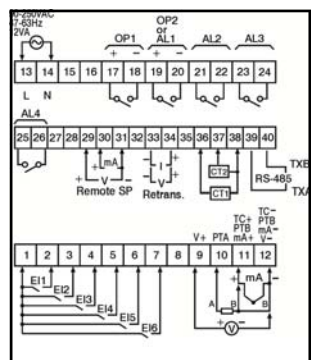 0-250VAC
47-63Hz
12VA
OP1
OP2
or
AL1
AL2
AL3
+ − + −
13 14 15 16 17 18 19 20 21 22 23 24
L N
AL4
25 26 27 28 29 30 31 32 33 34 35 36 37 38 39 40
+ mA −
+ V −
Remote SP
I +
V +
Retrans.
CT2
CT1
RS-485
TXB
TXA
V+ PTA
TC+
PTB
mA+
TC−
PTB
mA−
V−
1 2 3 4 5 6 7 8 9 10 11 12
EI1
EI2
EI3
EI4
EI5
EI6
A B B
+ mA −
+ V −